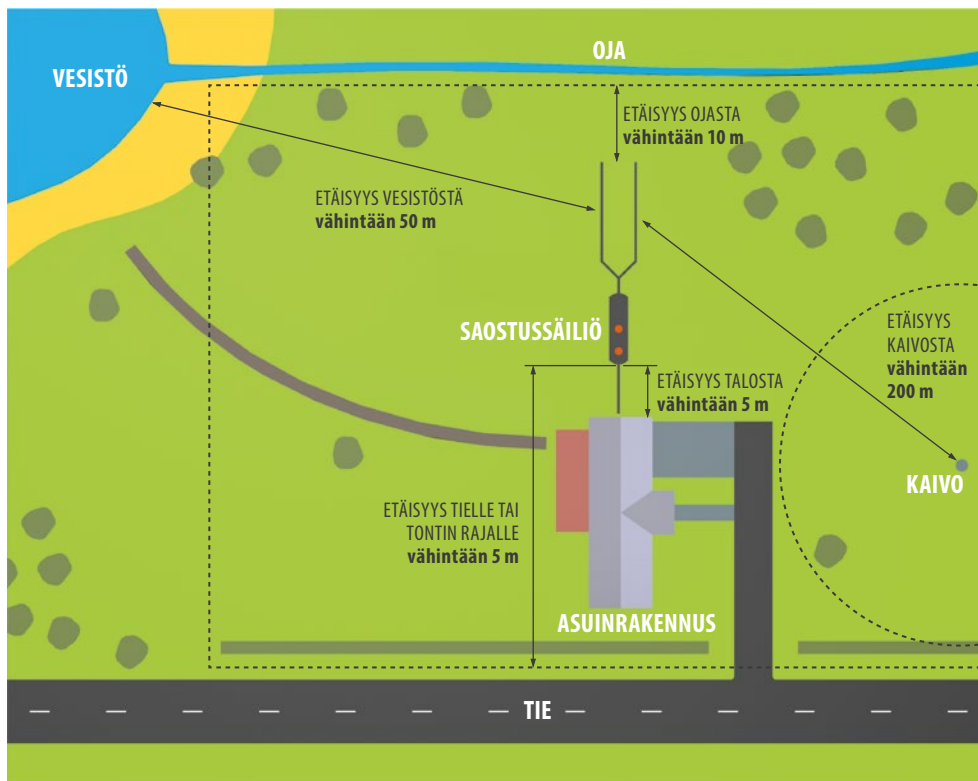 OJA
VESISTÖ
ETÄISYYS OJASTA
vähintään 10 m
ETÄISYYS VESISTÖSTÄ
vähintään 50 m
SAOSTUSSÄILIÖ
ETÄISYYS
KAIVOSTA
vähintään
200 m
ETÄISYYS TALOSTA
vähintään 5 m
KAIVO
ETÄISYYS TIELLE TAI
TONTIN RAJALLE
vähintään 5 m
ASUINRAKENNUS
TIE